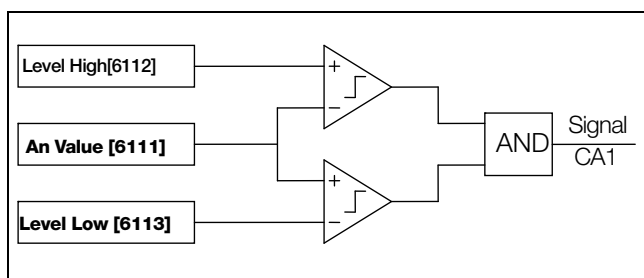 Level High[6112]
An Value [6111]
Level Low [6113]
+
−
+
−
AND
Signal
CA1